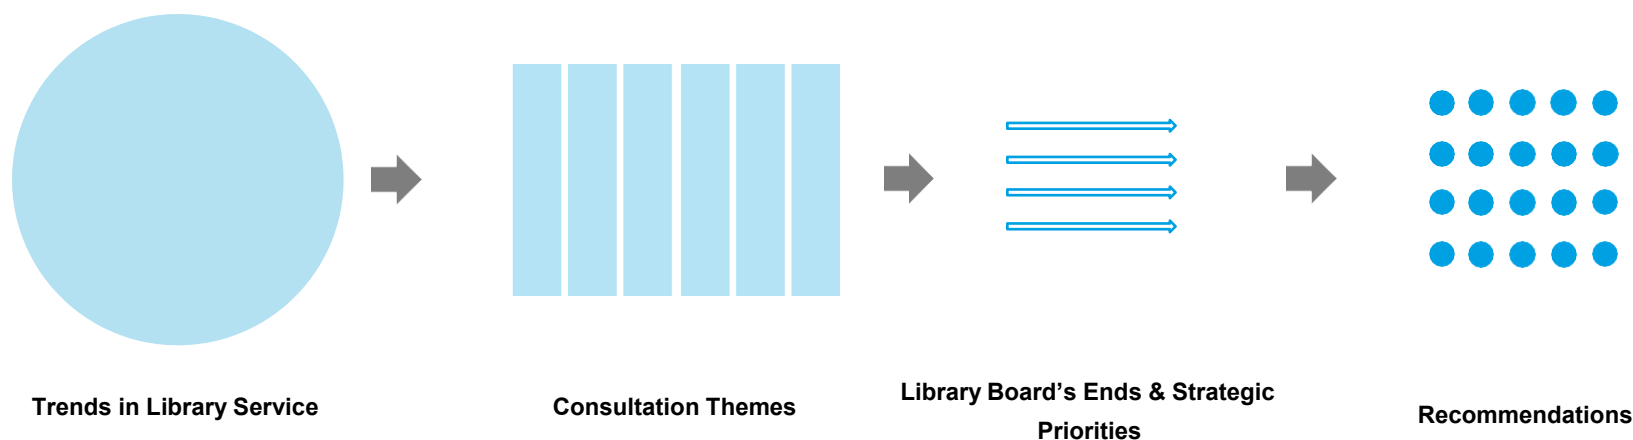 Trends in Library Service
Consultation Themes
Library Board's Ends & Strategic
Priorities
Recommendations